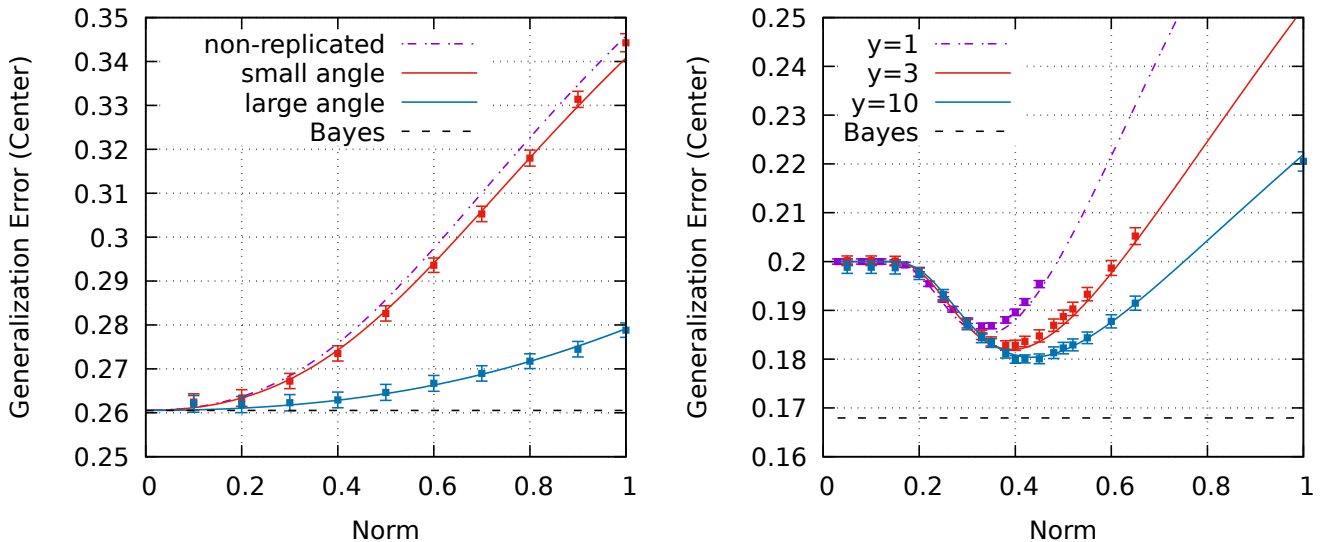 Generalization Error (Center)
0.35
0.34
0.33
0.32
0.31
0.3
0.29
0.28
0.27
0.26
0.25
non-replicated
small angle
large angle
Bayes
0 0.2 0.4 0.6 0.8 1
Norm
Generalization Error (Center)
0.25
0.24
0.23
0.22
0.21
0.2
0.19
0.18
0.17
0.16
y=1
y=3
y=10
Bayes
0 0.2 0.4 0.6 0.8 1
Norm